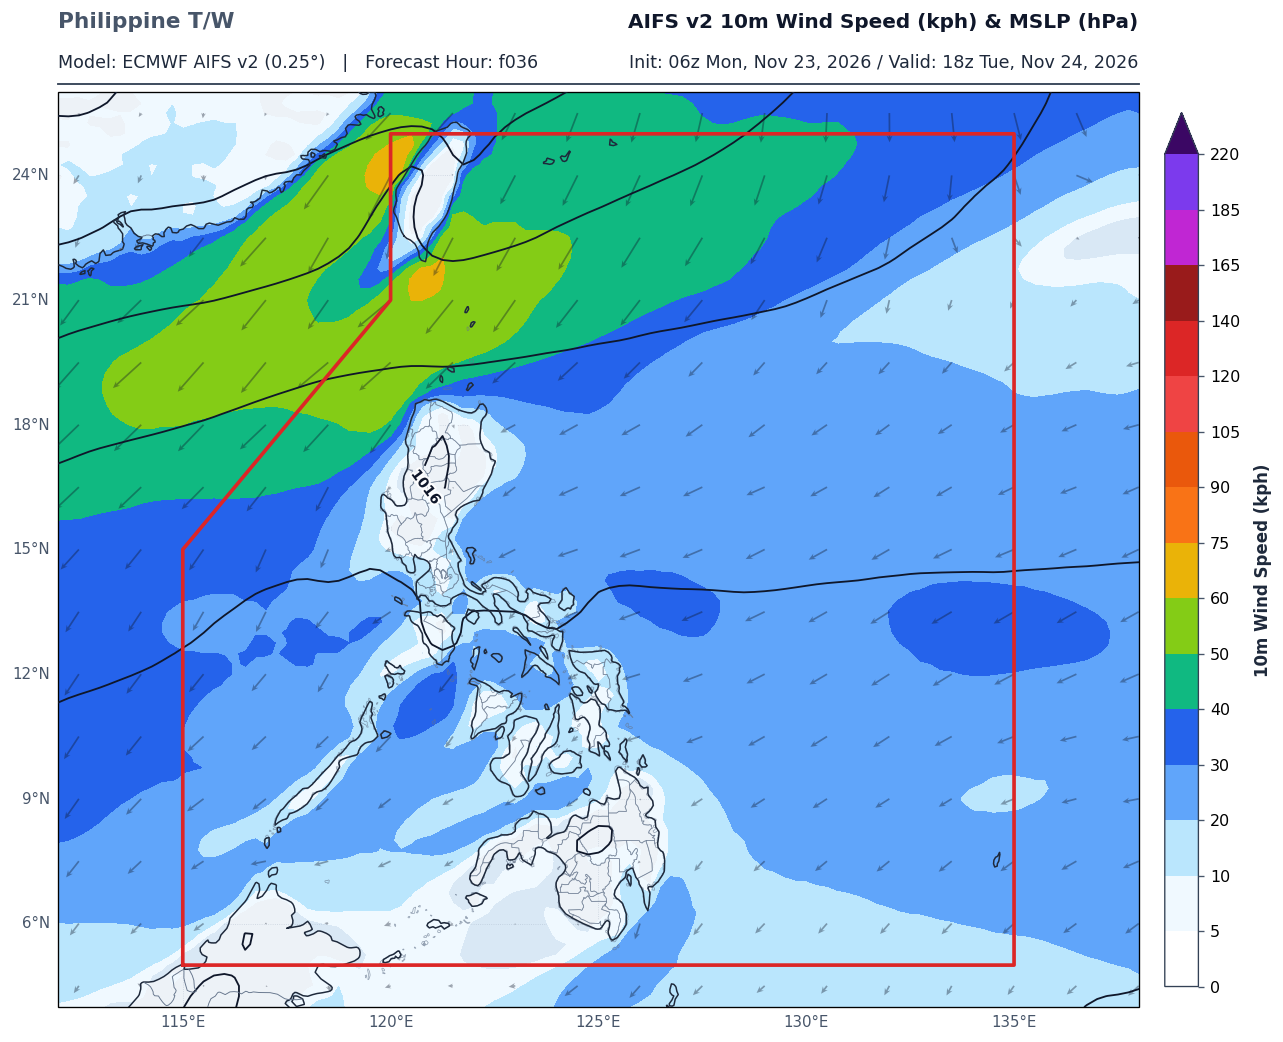 Philippine T/W
AIFS v2 10m Wind Speed (kph) & MSLP (hPa)
Model: ECMWF AIFS v2 (0.25°) | Forecast Hour: f036
Init: 06z Mon, Nov 23, 2026 / Valid: 18z Tue, Nov 24, 2026
24°N
21°N
18°N
15°N
12°N
9°N
6°N
1016
115°E
120°E
125°E
130°E
135°E
220
185
165
140
120
105
90
75
60
50
40
30
20
10
5
0
10m Wind Speed (kph)